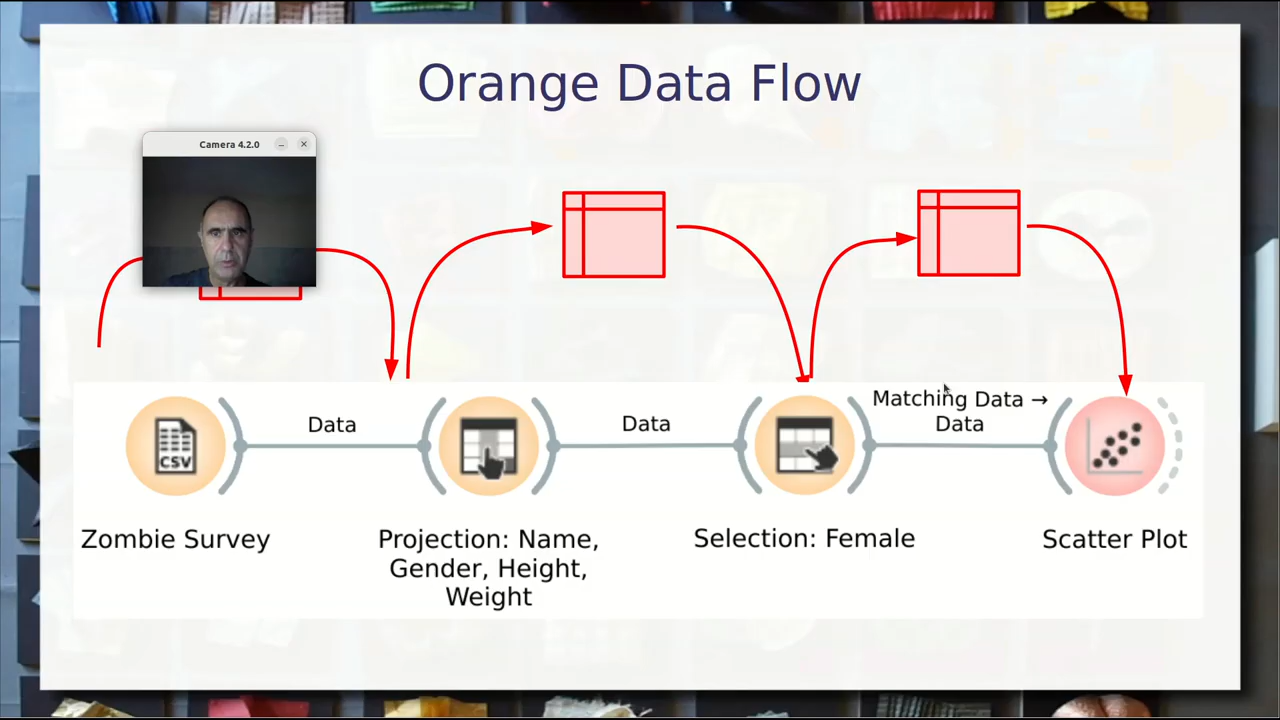 Orange Data Flow
Camera 4.2.0
Data
Data
Matching Data →
Data
CSV
Zombie Survey
Projection: Name,
Gender, Height,
Weight
Selection: Female
Scatter Plot